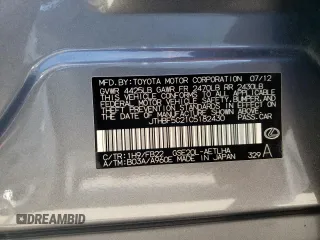 MFD.BY: TOYOTA MOTOR CORPORATION 07/12
GVWR 4425LB GAWR FR 2470LB RR 2430LB
THIS VEHICLE CONFORMS TO ALL APPLICABLE
FEDERAL MOTOR VEHICLE SAFETY, BUMPER, AND
THEFT PREVENTION STANDARDS IN EFFECT ON THE
DATE OF MANUFACTURE SHOWN ABOVE.
JTHBF5C21C5182430 PASS.CAR
C/TR: 1H9/FB22 GSE20L-AETLHA
A/TM: B03A/A960E MADE IN JAPAN 329 A
DREAMBID